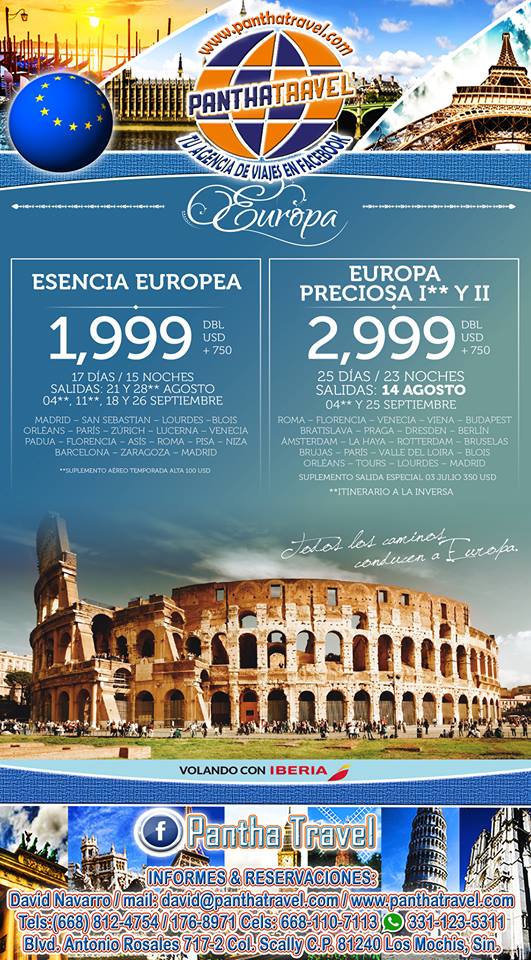 www.panthatravel.com
PANTHATRAVEL
TU AGENCIA DE VIAJES EN FACEBOOK
Europa
ESENCIA EUROPEA
1,999 DBL USD + 750
17 DÍAS / 15 NOCHES
SALIDAS: 21 Y 28** AGOSTO
04**, 11**, 18 Y 26 SEPTIEMBRE
MADRID – SAN SEBASTIAN – LOURDES –BLOIS
ORLÉANS – PARÍS – ZURICH – LUCERNA – VENECIA
PADUA – FLORENCIA – ASÍS – ROMA – PISA – NIZA
BARCELONA – ZARAGOZA – MADRID
**SUPLEMENTO AÉREO TEMPORADA ALTA 100 USD
EUROPA
PRECIOSA I** Y II
2,999 DBL USD + 750
25 DÍAS / 23 NOCHES
SALIDAS: 14 AGOSTO
04** Y 25 SEPTIEMBRE
ROMA – FLORENCIA – VENECIA – VIENA – BUDAPEST
BRATISLAVA – PRAGA – DRESDEN – BERLÍN
ÁMSTERDAM – LA HAYA – ROTTERDAM – BRUSELAS
BRUJAS – PARÍS – VALLE DEL LOIRA – BLOIS
ORLÉANS – TOURS – LOURDES – MADRID
SUPLEMENTO SALIDA ESPECIAL 03 JULIO 350 USD
**ITINERARIO A LA INVERSA
Todos los caminos
conducen a Europa.
VOLANDO CON IBERIA
f Pantha Travel
INFORMES & RESERVACIONES:
David Navarro / mail: david@panthatravel.com / www.panthatravel.com
Tels:(668) 812-4754 / 176-8971 Cels: 668-110-7113 331-123-5311
Blvd. Antonio Rosales 717-2 Col. Scally C.P. 81240 Los Mochis, Sin.